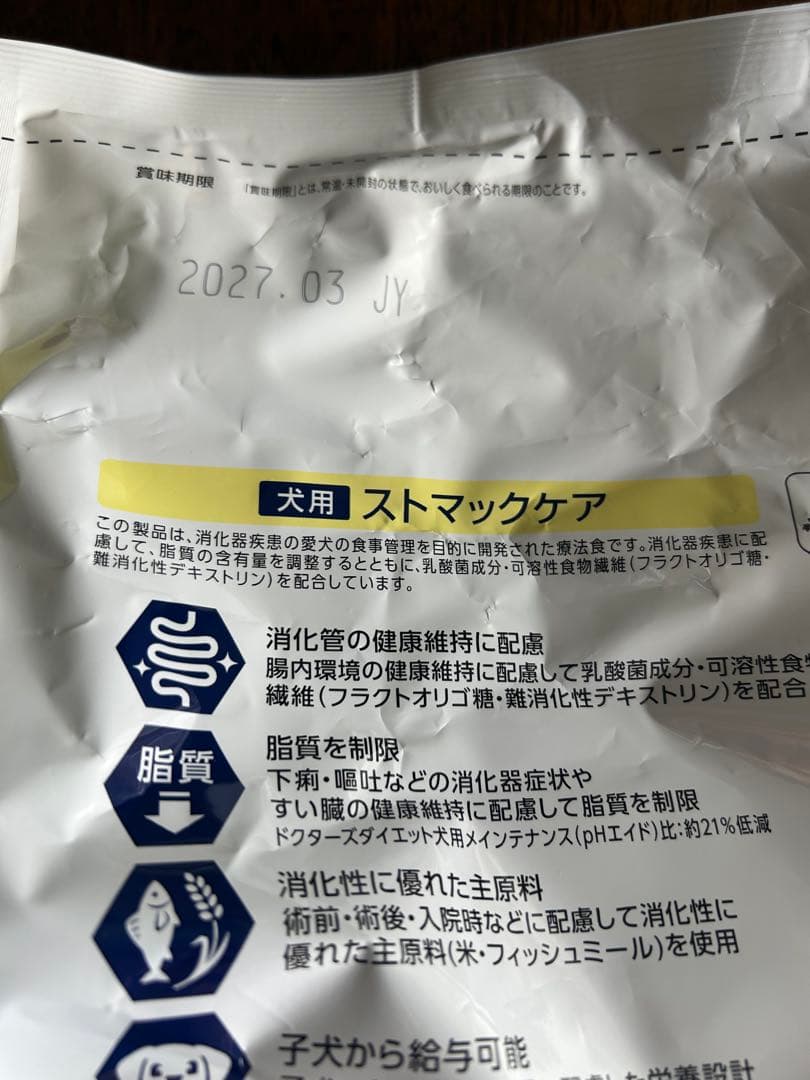 賞味期限 「賞味期限」とは、常温・未開封の状態で、おいしく食べられる期限のことです。
2027.03 JY
犬用 ストマックケア
この製品は、消化器疾患の愛犬の食事管理を目的に開発された療法食です。消化器疾患に配
慮して、脂質の含有量を調整するとともに、乳酸菌成分・可溶性食物繊維(フラクトオリゴ糖・
難消化性デキストリン)を配合しています。
消化管の健康維持に配慮
腸内環境の健康維持に配慮して乳酸菌成分・可溶性食物
繊維(フラクトオリゴ糖・難消化性デキストリン)を配合
脂質
脂質を制限
下痢・嘔吐などの消化器症状や
すい臓の健康維持に配慮して脂質を制限
ドクターズダイエット犬用メインテナンス(pHエイド)比:約21%低減
消化性に優れた主原料
術前・術後・入院時などに配慮して消化性に
優れた主原料(米・フィッシュミール)を使用
子犬から給与可能